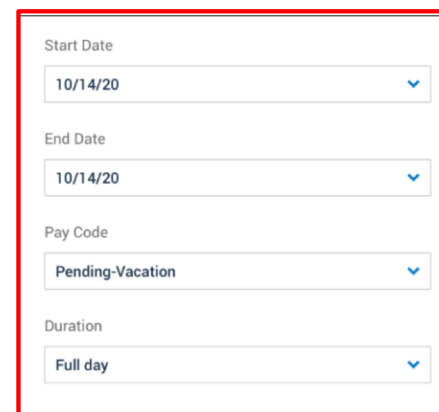 Start Date
10/14/20
End Date
10/14/20
Pay Code
Pending-Vacation
Duration
Full day